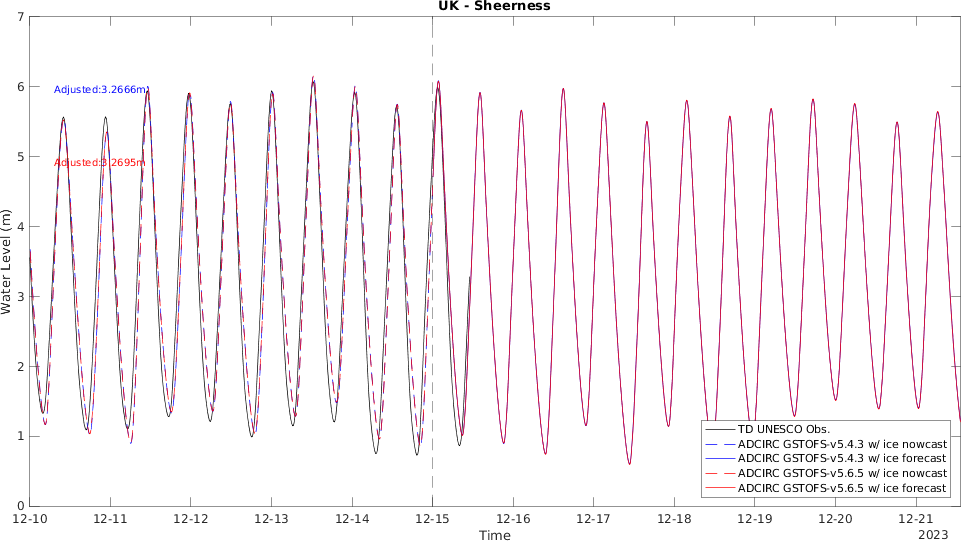 UK - Sheerness
7
6
5
4
3
2
1
0
Water Level (m)
Adjusted:3.2666m
Adjusted:3.2695m
TD UNESCO Obs.
ADCIRC GSTOFS-v5.4.3 w/ ice nowcast
ADCIRC GSTOFS-v5.4.3 w/ ice forecast
ADCIRC GSTOFS-v5.6.5 w/ ice nowcast
ADCIRC GSTOFS-v5.6.5 w/ ice forecast
12-10 12-11 12-12 12-13 12-14 12-15 12-16 12-17 12-18 12-19 12-20 12-21
Time
2023